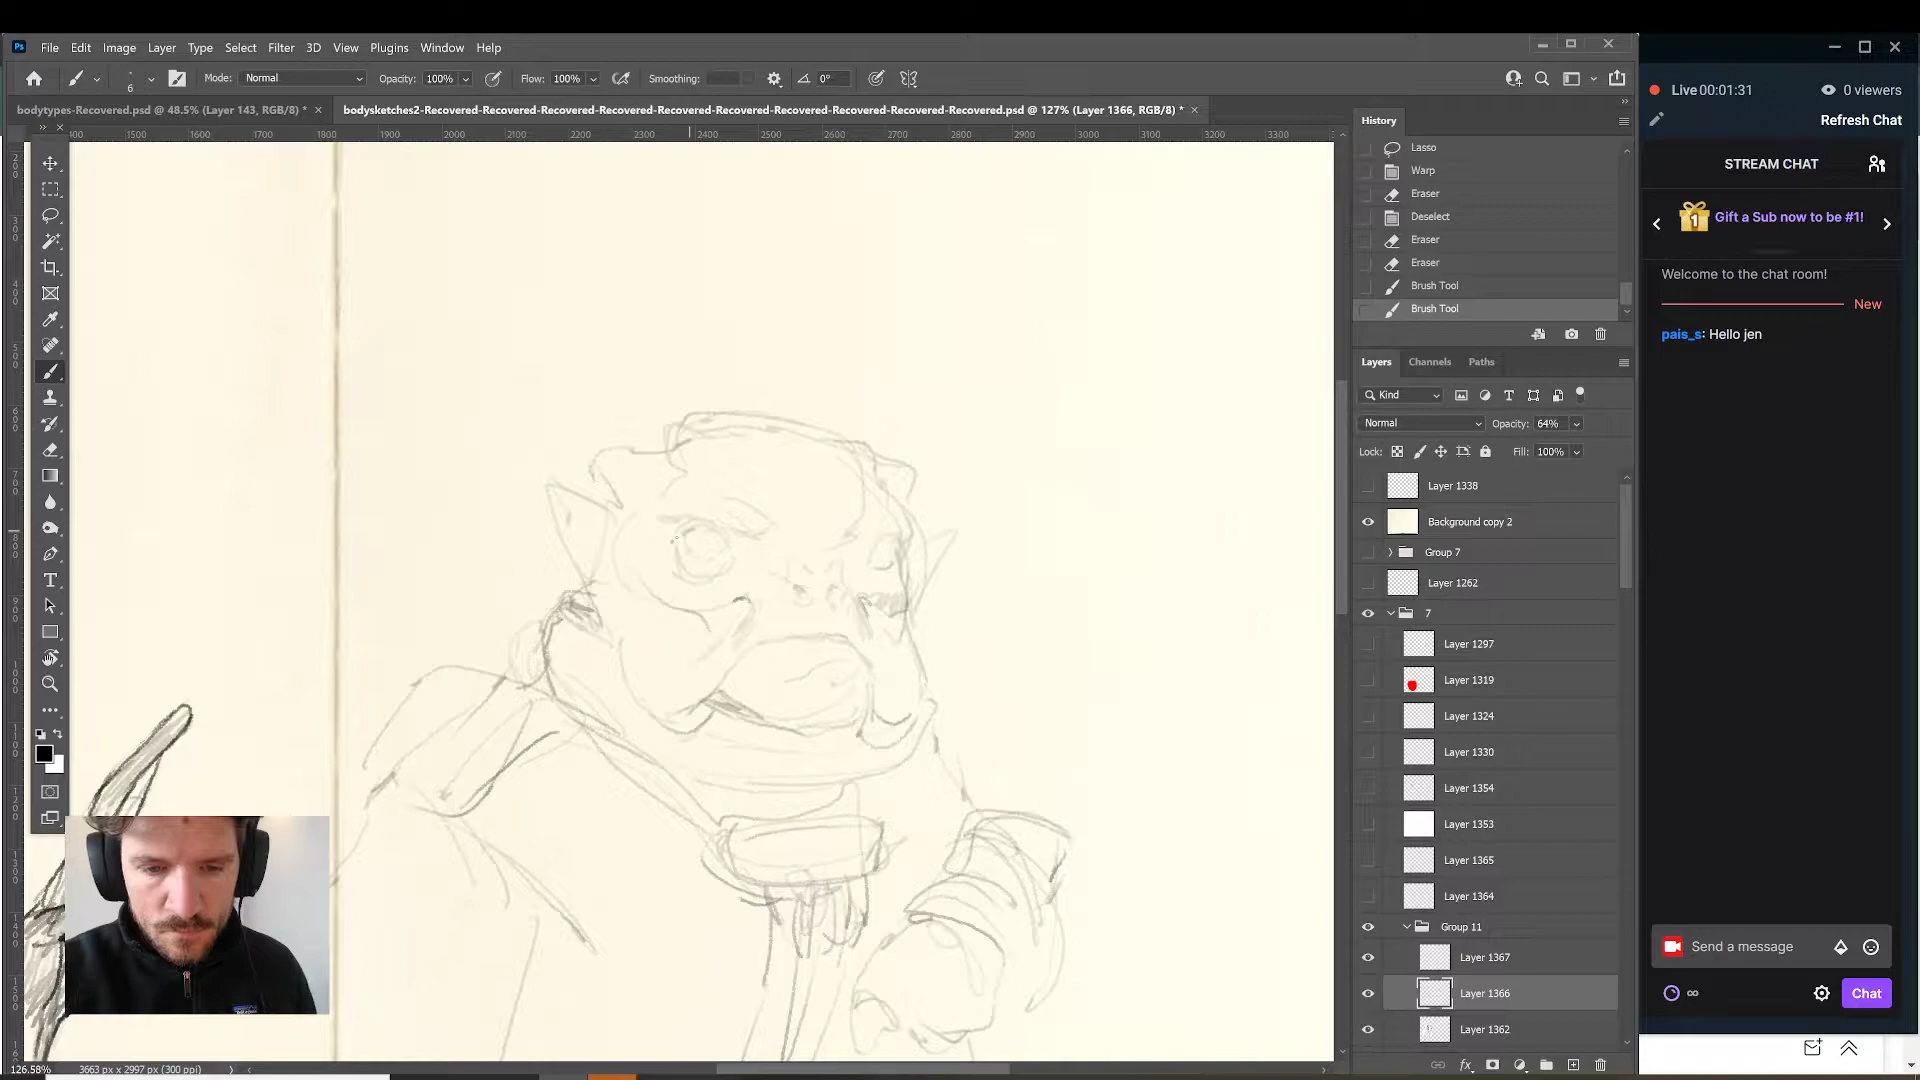 Ps File Edit Image Layer Type Select Filter 3D View Plugins Window Help
6 Mode: Normal Opacity: 100% Flow: 100% Smoothing: 0°
bodytypes-Recovered.psd @ 48.5% (Layer 143, RGB/8) * ×
bodysketches2-Recovered-Recovered-Recovered-Recovered-Recovered-Recovered-Recovered-Recovered-Recovered-Recovered-Recovered.psd @ 127% (Layer 1366, RGB/8) * ×
1500 1600 1700 1800 1900 2000 2100 2200 2300 2400 2500 2600 2700 2800 2900 3000 3100 3200 3300
History
Lasso
Warp
Eraser
Deselect
Eraser
Eraser
Brush Tool
Brush Tool
Layers Channels Paths
Kind
Normal Opacity: 64%
Lock: Fill: 100%
Layer 1338
Background copy 2
Group 7
Layer 1262
7
Layer 1297
Layer 1319
Layer 1324
Layer 1330
Layer 1354
Layer 1353
Layer 1365
Layer 1364
Group 11
Layer 1367
Layer 1366
Layer 1362
fx
126.58% 3663 px x 2997 px (300 ppi)
Live 00:01:31 0 viewers
Refresh Chat
STREAM CHAT
1 Gift a Sub now to be #1!
Welcome to the chat room!
New
pais_s: Hello jen
Send a message
∞ Chat